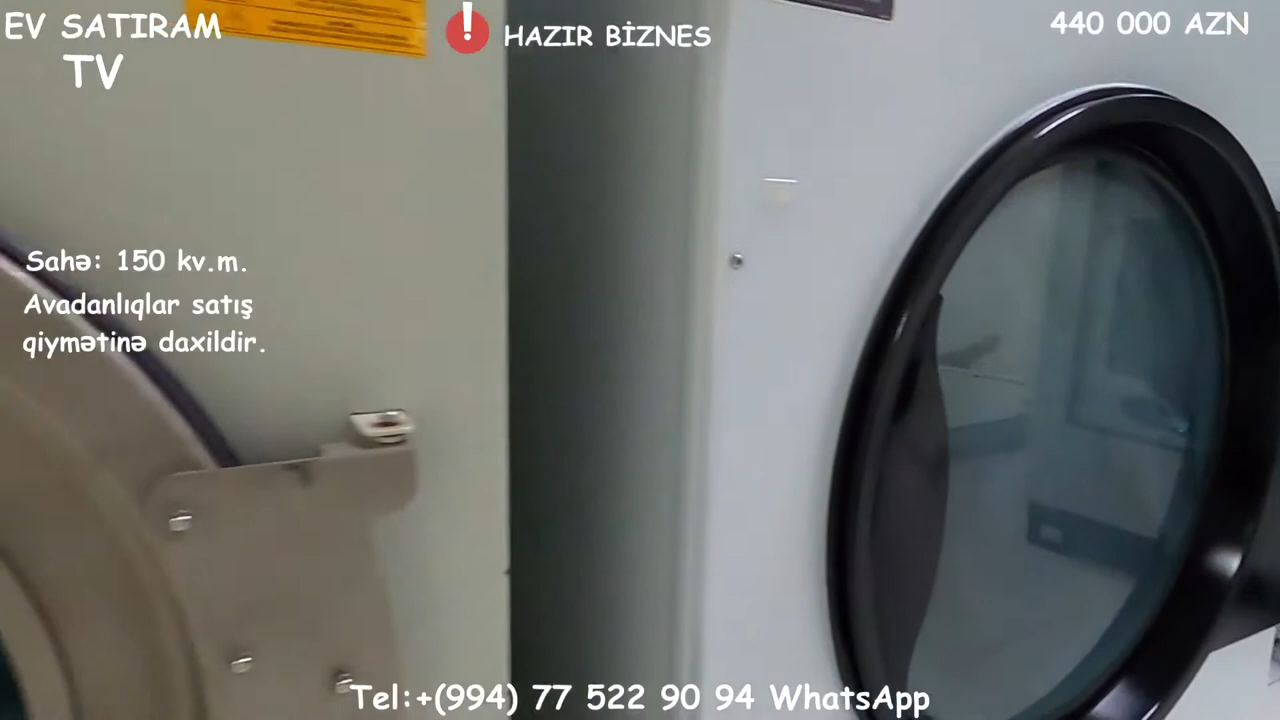 EV SATIRAM
TV
! HAZIR BİZNES
440 000 AZN
Sahə: 150 kv.m.
Avadanlıqlar satış
qiymətinə daxildir.
Tel:+(994) 77 522 90 94 WhatsApp